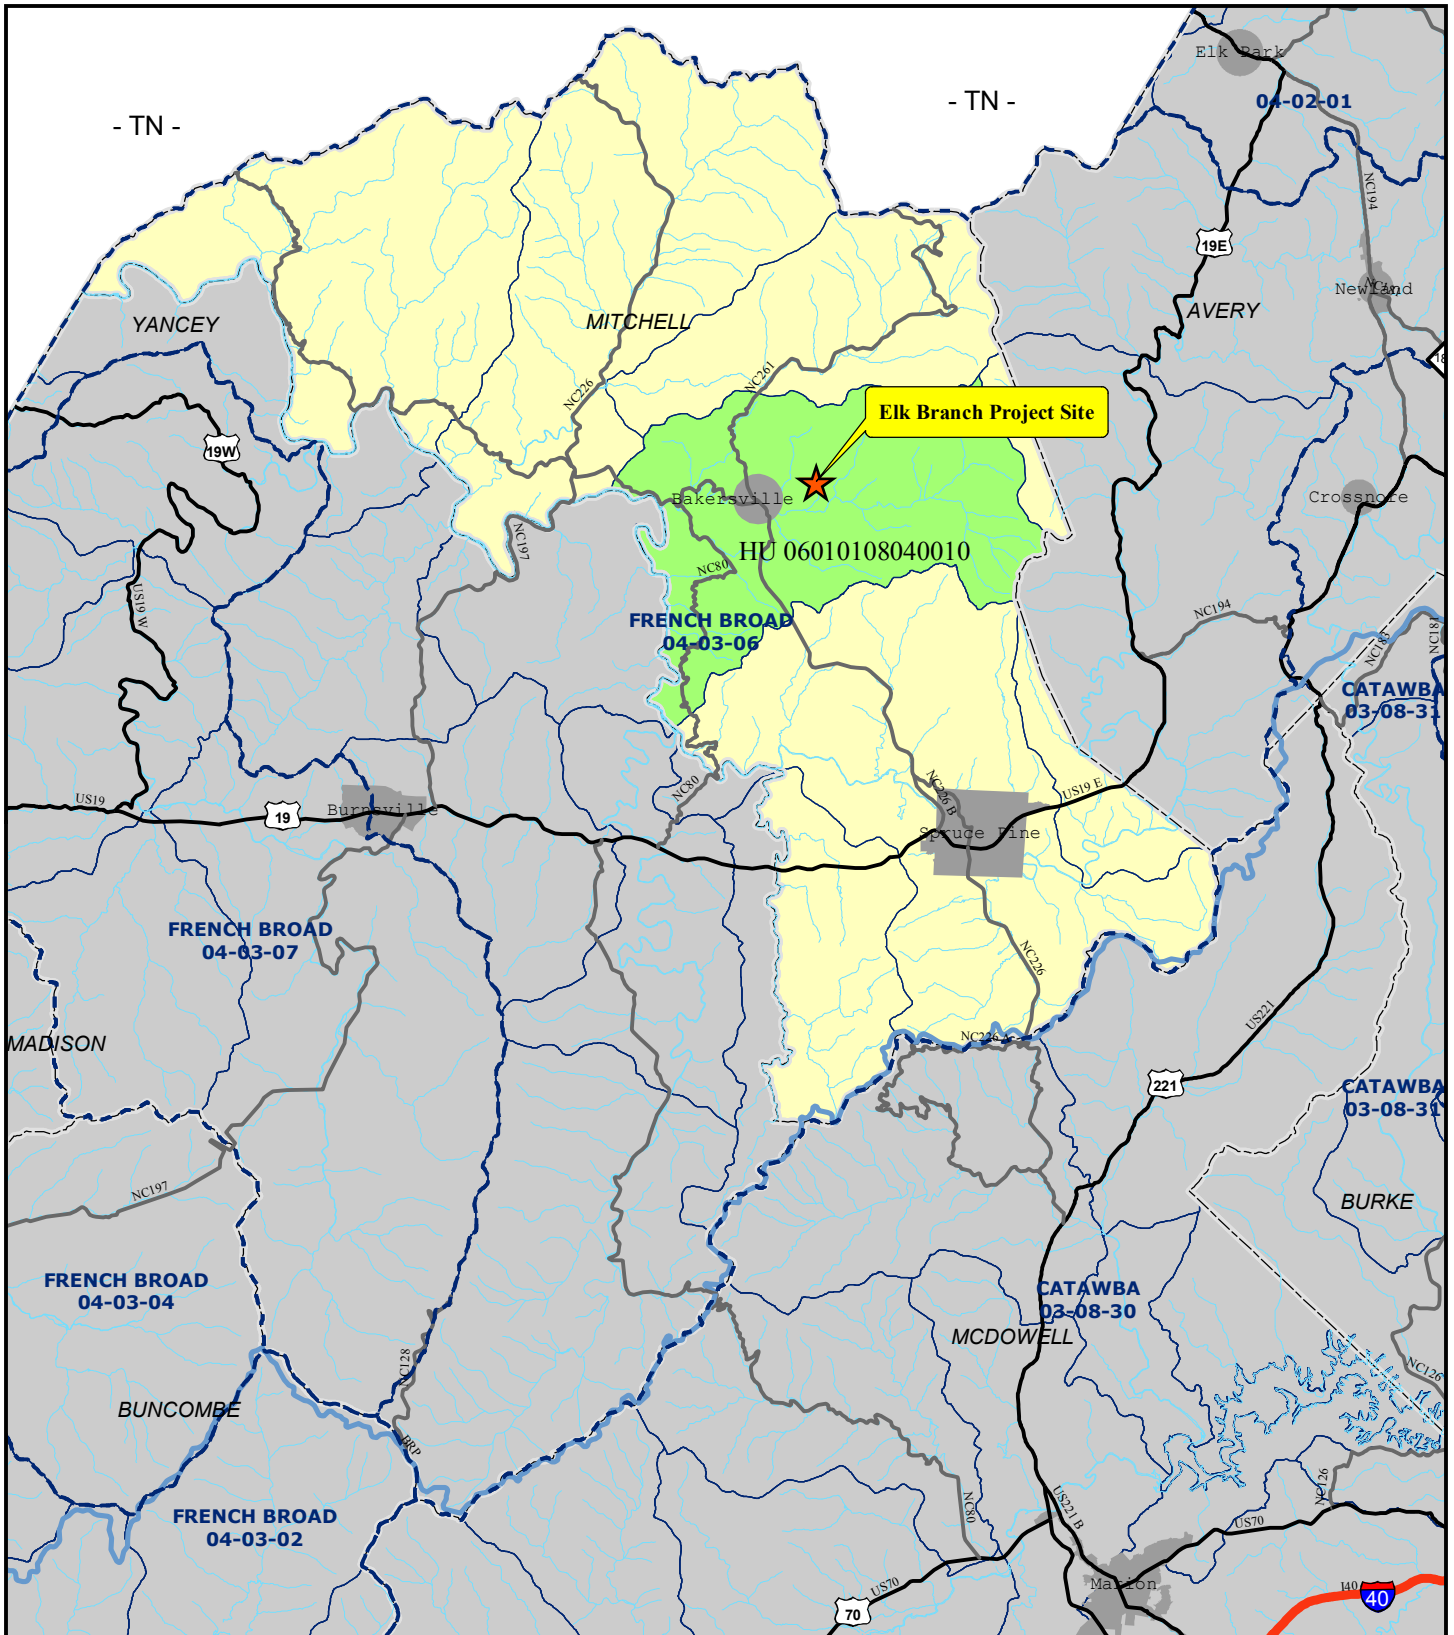 Elk Park
04-02-01
- TN -
- TN -
NC194
19E
Newland
AVERY
YANCEY
MITCHELL
NC261
NC226
Elk Branch Project Site
19W
Bakersville
Crossnore
HU 06010108040010
NC197
NC80
US19 W
NC194
FRENCH BROAD
04-03-06
NC183
NC181
CATAWBA
03-08-31
NC80
NC226 B
US19 E
US19
19
Burnsville
Spruce Pine
FRENCH BROAD
04-03-07
NC226
US221
NC226 A
MADISON
221
CATAWBA
03-08-31
NC197
BURKE
FRENCH BROAD
04-03-04
CATAWBA
03-08-30
MCDOWELL
NC128
NC126
BUNCOMBE
BRP
NC126
US221 B
NC80
FRENCH BROAD
04-03-02
US70
US70
Marion
I40
40
70